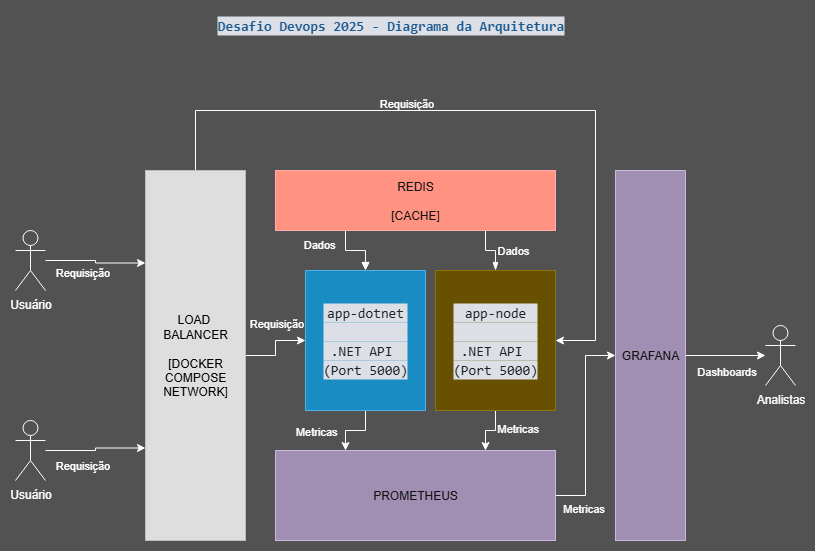 Desafio Devops 2025 - Diagrama da Arquitetura
Requisição
REDIS
[CACHE]
Dados
Dados
Usuário
Requisição
LOAD
BALANCER
[DOCKER
COMPOSE
NETWORK]
Requisição
app-dotnet
.NET API
(Port 5000)
app-node
.NET API
(Port 5000)
GRAFANA
Dashboards
Analistas
Metricas
Metricas
Usuário
Requisição
PROMETHEUS
Metricas